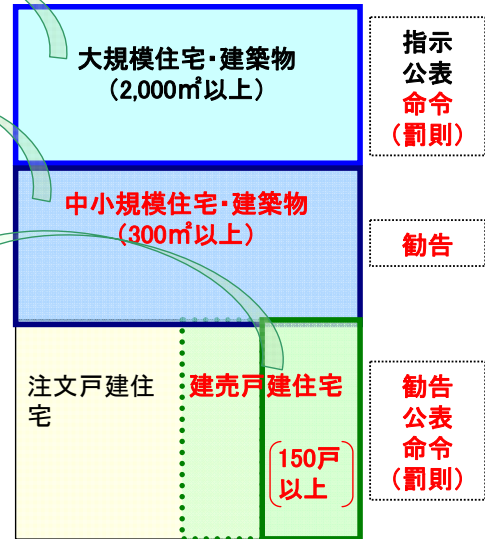 大規模住宅・建築物
（2,000㎡以上）
指示
公表
命令
（罰則）
中小規模住宅・建築物
（300㎡以上）
勧告
注文戸建住
宅
建売戸建住宅
150戸
以上
勧告
公表
命令
（罰則）